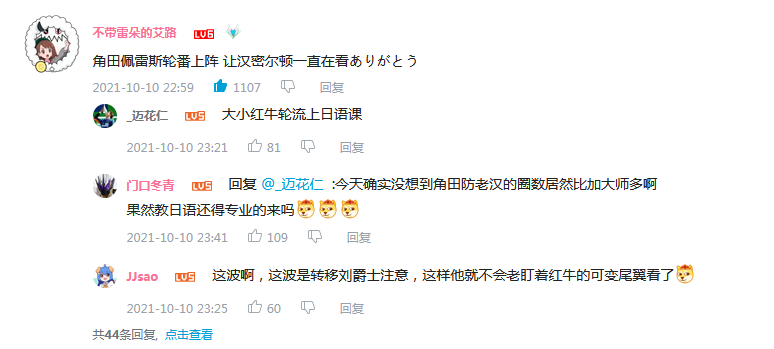 不带雷朵的艾路 LV6
角田佩雷斯轮番上阵 让汉密尔顿一直在看ありがとう
2021-10-10 22:59 1107 回复
_迈花仁 LV5 大小红牛轮流上日语课
2021-10-10 23:21 81 回复
门口冬青 LV5 回复 @_迈花仁 :今天确实没想到角田防老汉的圈数居然比加大师多啊
果然教日语还得专业的来吗
2021-10-10 23:41 109 回复
JJsao LV5 这波啊，这波是转移刘爵士注意，这样他就不会老盯着红牛的可变尾翼看了
2021-10-10 23:25 60 回复
共44条回复, 点击查看